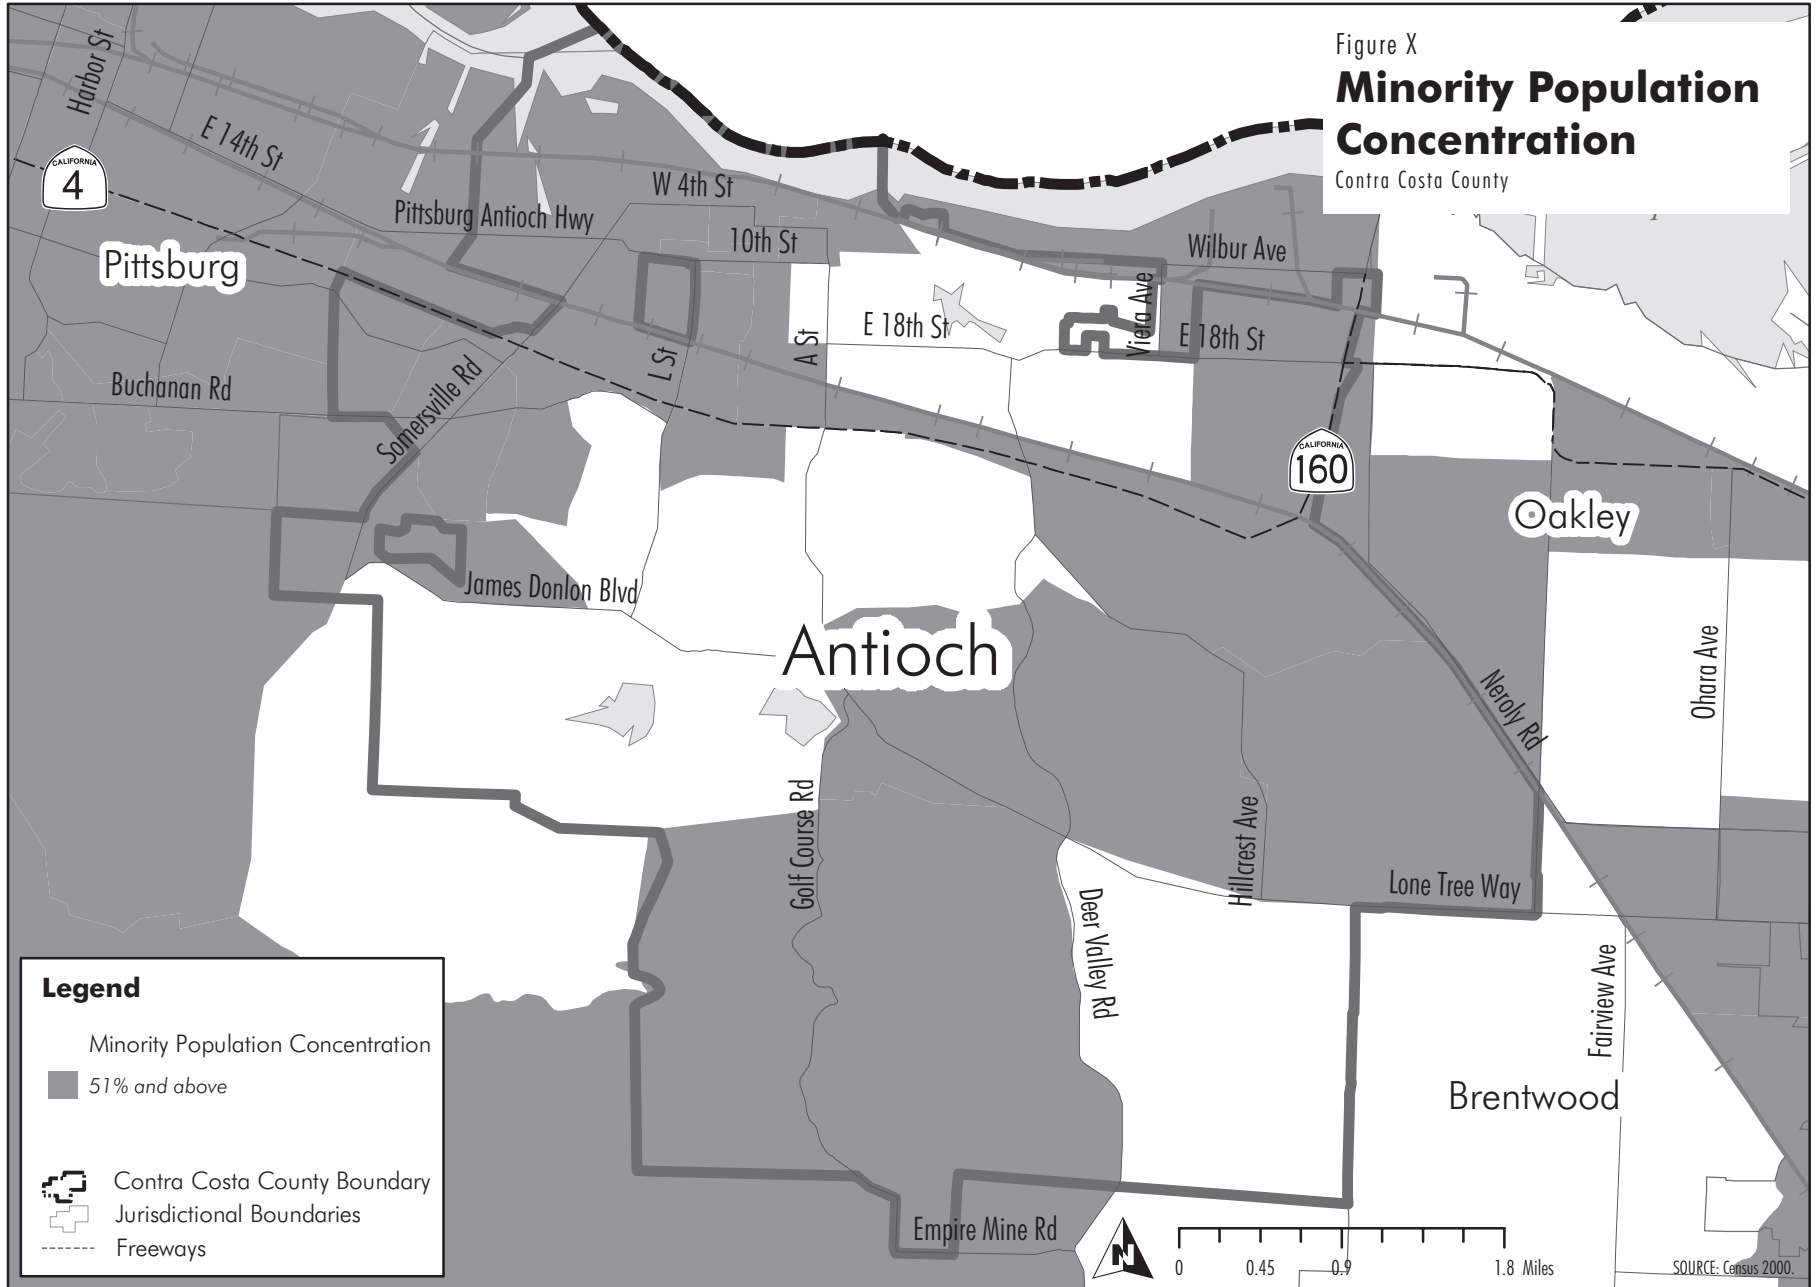 Figure X
Minority Population
Concentration
Contra Costa County
Harbor St
E 14th St
CALIFORNIA
4
W 4th St
Pittsburg Antioch Hwy
10th St
Wilbur Ave
Pittsburg
Viera Ave
E 18th St
E 18th St
A St
L St
Buchanan Rd
Somersville Rd
CALIFORNIA
160
Oakley
James Donlon Blvd
Antioch
Ohara Ave
Neroly Rd
Golf Course Rd
Hillcrest Ave
Lone Tree Way
Deer Valley Rd
Fairview Ave
Brentwood
Empire Mine Rd
Legend
Minority Population Concentration
51% and above
Contra Costa County Boundary
Jurisdictional Boundaries
Freeways
N
0 0.45 0.9 1.8 Miles
SOURCE: Census 2000.